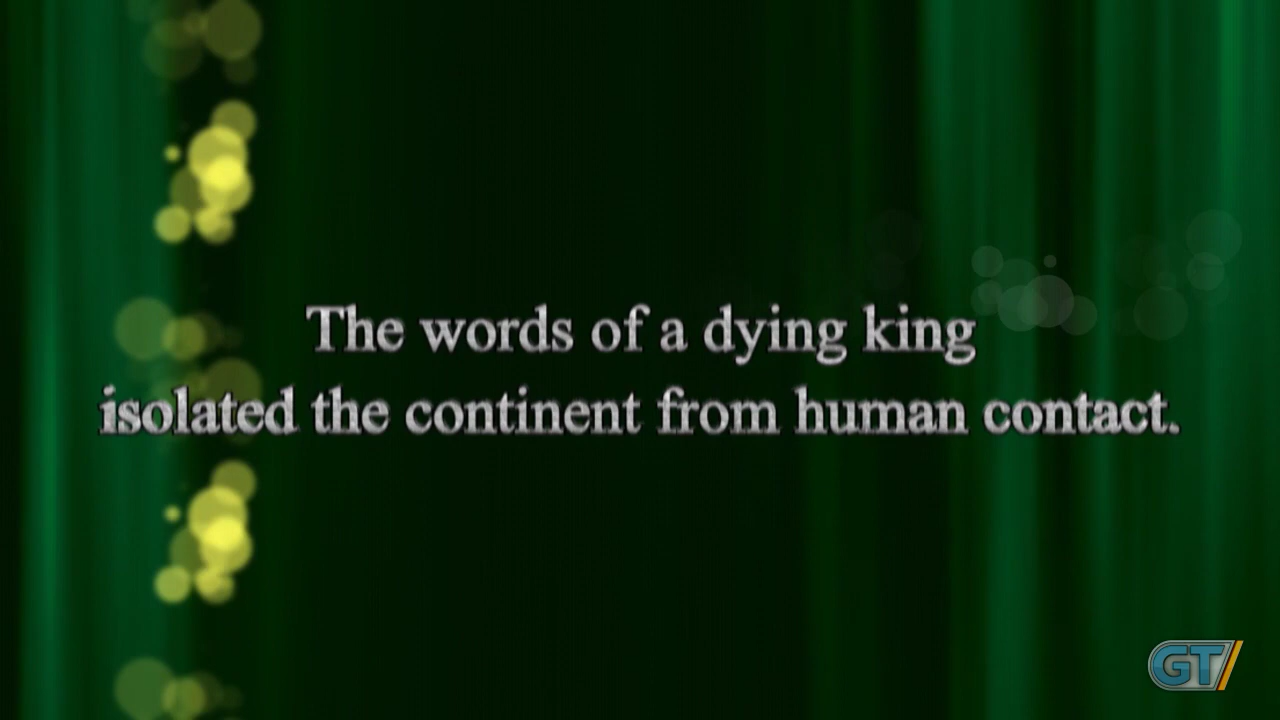 The words of a dying king
isolated the continent from human contact.
GT